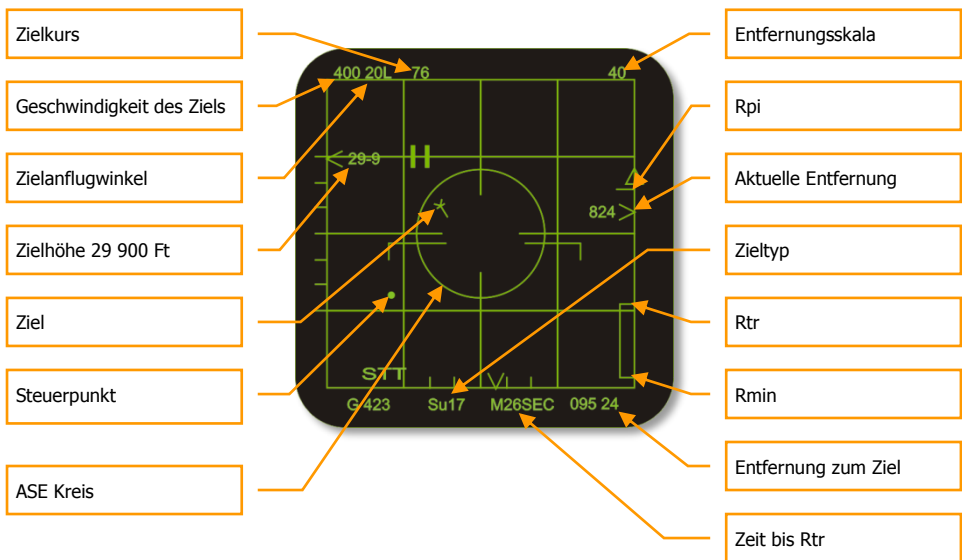 Zielkurs
Geschwindigkeit des Ziels
Zielanflugwinkel
Zielhöhe 29 900 Ft
Ziel
Steuerpunkt
ASE Kreis
400 20L 76 40
29-9
824
STT
G 423 Su17 M26SEC 095 24
Entfernungsskala
Rpi
Aktuelle Entfernung
Zieltyp
Rtr
Rmin
Entfernung zum Ziel
Zeit bis Rtr